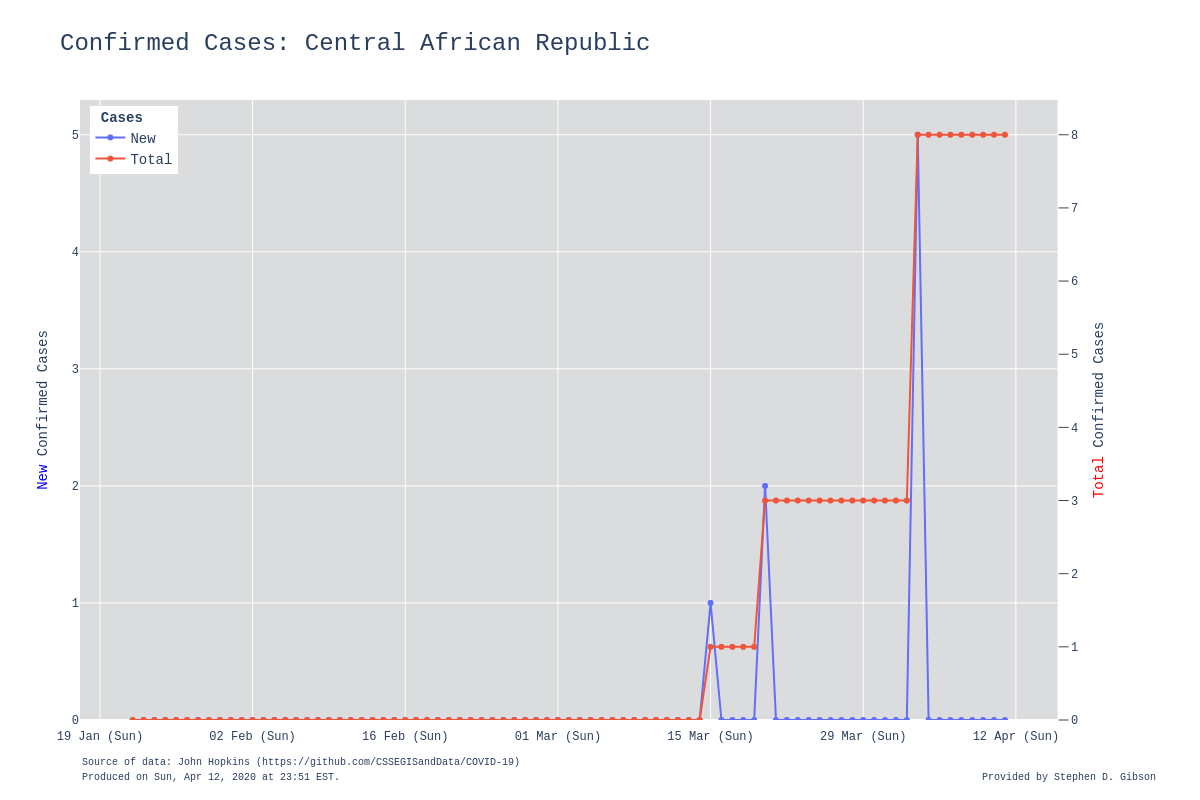 Confirmed Cases: Central African Republic
Cases
New
Total
5
4
3
2
1
0
New Confirmed Cases
8
7
6
5
4
3
2
1
0
Total Confirmed Cases
19 Jan (Sun) 02 Feb (Sun) 16 Feb (Sun) 01 Mar (Sun) 15 Mar (Sun) 29 Mar (Sun) 12 Apr (Sun)
Source of data: John Hopkins (https://github.com/CSSEGISandData/COVID-19)
Produced on Sun, Apr 12, 2020 at 23:51 EST.
Provided by Stephen D. Gibson